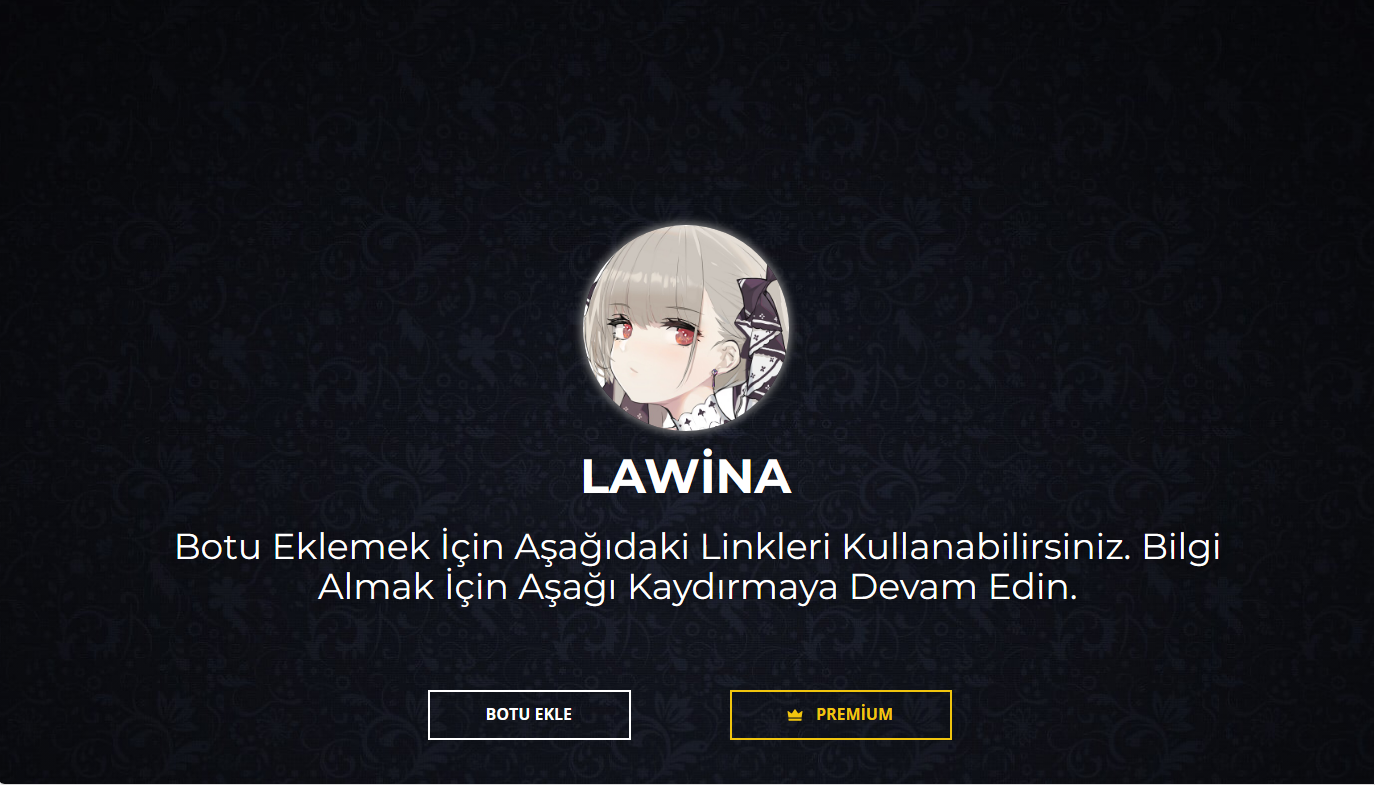 LAWİNA
Botu Eklemek İçin Aşağıdaki Linkleri Kullanabilirsiniz. Bilgi
Almak İçin Aşağı Kaydırmaya Devam Edin.
BOTU EKLE
PREMİUM